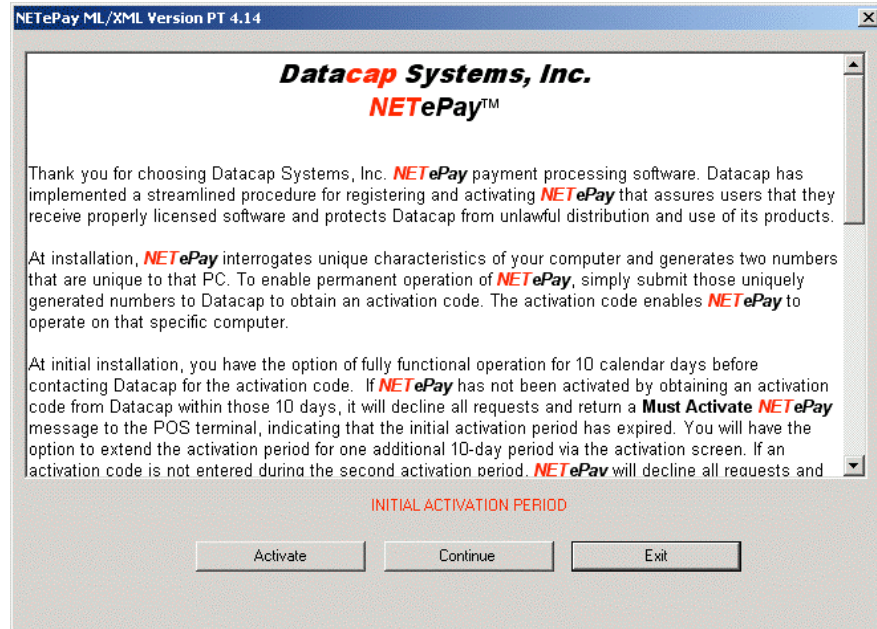 NETePay ML/XML Version PT 4.14
Datacap Systems, Inc.
NETePay™
Thank you for choosing Datacap Systems, Inc. NETePay payment processing software. Datacap has
implemented a streamlined procedure for registering and activating NETePay that assures users that they
receive properly licensed software and protects Datacap from unlawful distribution and use of its products.
At installation, NETePay interrogates unique characteristics of your computer and generates two numbers
that are unique to that PC. To enable permanent operation of NETePay, simply submit those uniquely
generated numbers to Datacap to obtain an activation code. The activation code enables NETePay to
operate on that specific computer.
At initial installation, you have the option of fully functional operation for 10 calendar days before
contacting Datacap for the activation code. If NETePay has not been activated by obtaining an activation
code from Datacap within those 10 days, it will decline all requests and return a Must Activate NETePay
message to the POS terminal, indicating that the initial activation period has expired. You will have the
option to extend the activation period for one additional 10-day period via the activation screen. If an
activation code is not entered during the second activation period, NETePay will decline all requests and
INITIAL ACTIVATION PERIOD
Activate Continue Exit